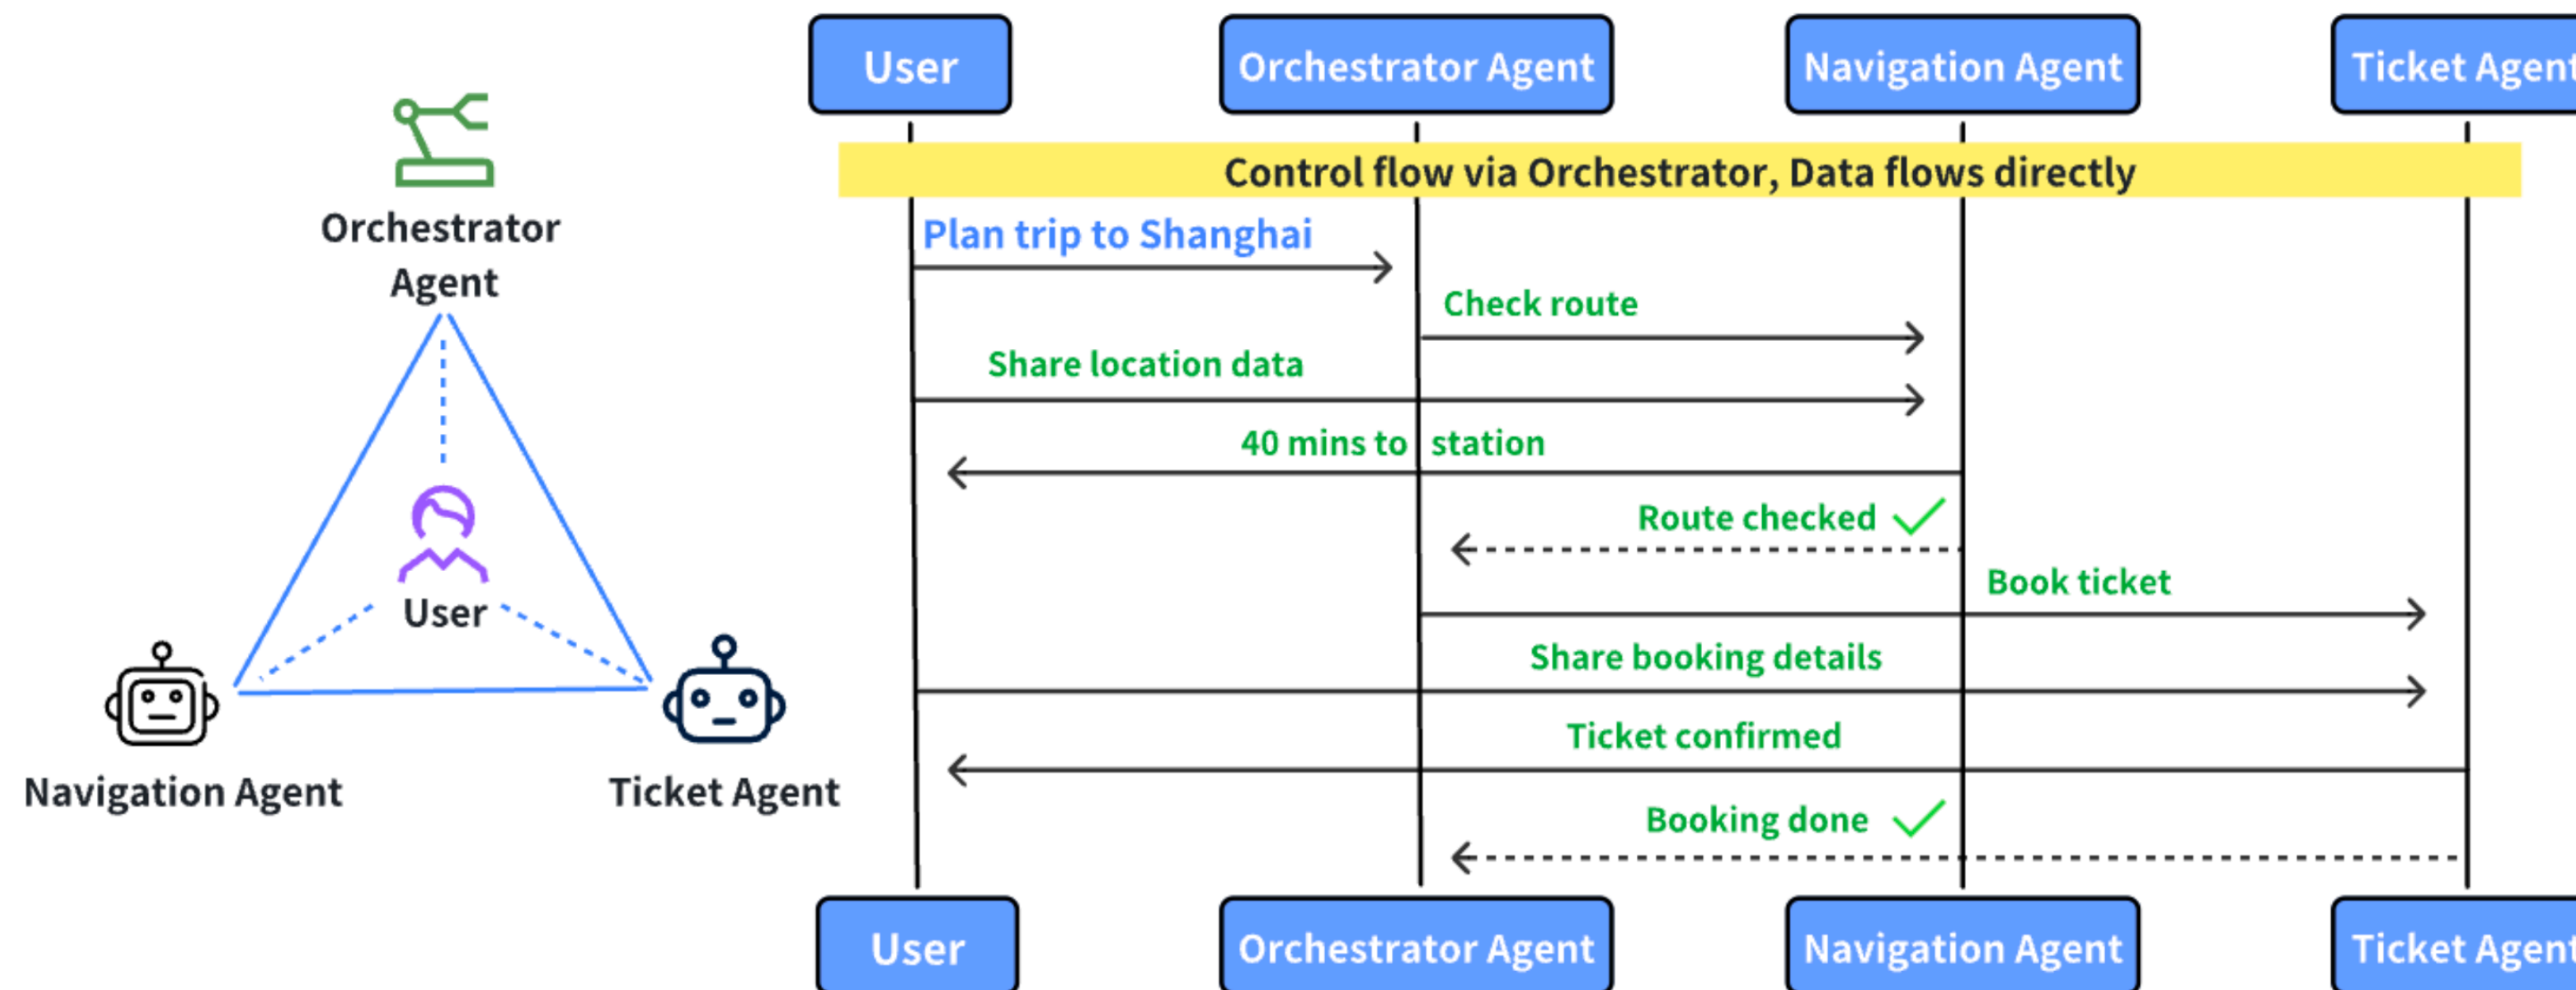 Orchestrator
Agent
User
Navigation Agent
Ticket Agent
User
Orchestrator Agent
Navigation Agent
Ticket Agent
Control flow via Orchestrator, Data flows directly
Plan trip to Shanghai
Check route
Share location data
40 mins to station
Route checked
Book ticket
Share booking details
Ticket confirmed
Booking done
User
Orchestrator Agent
Navigation Agent
Ticket Agent